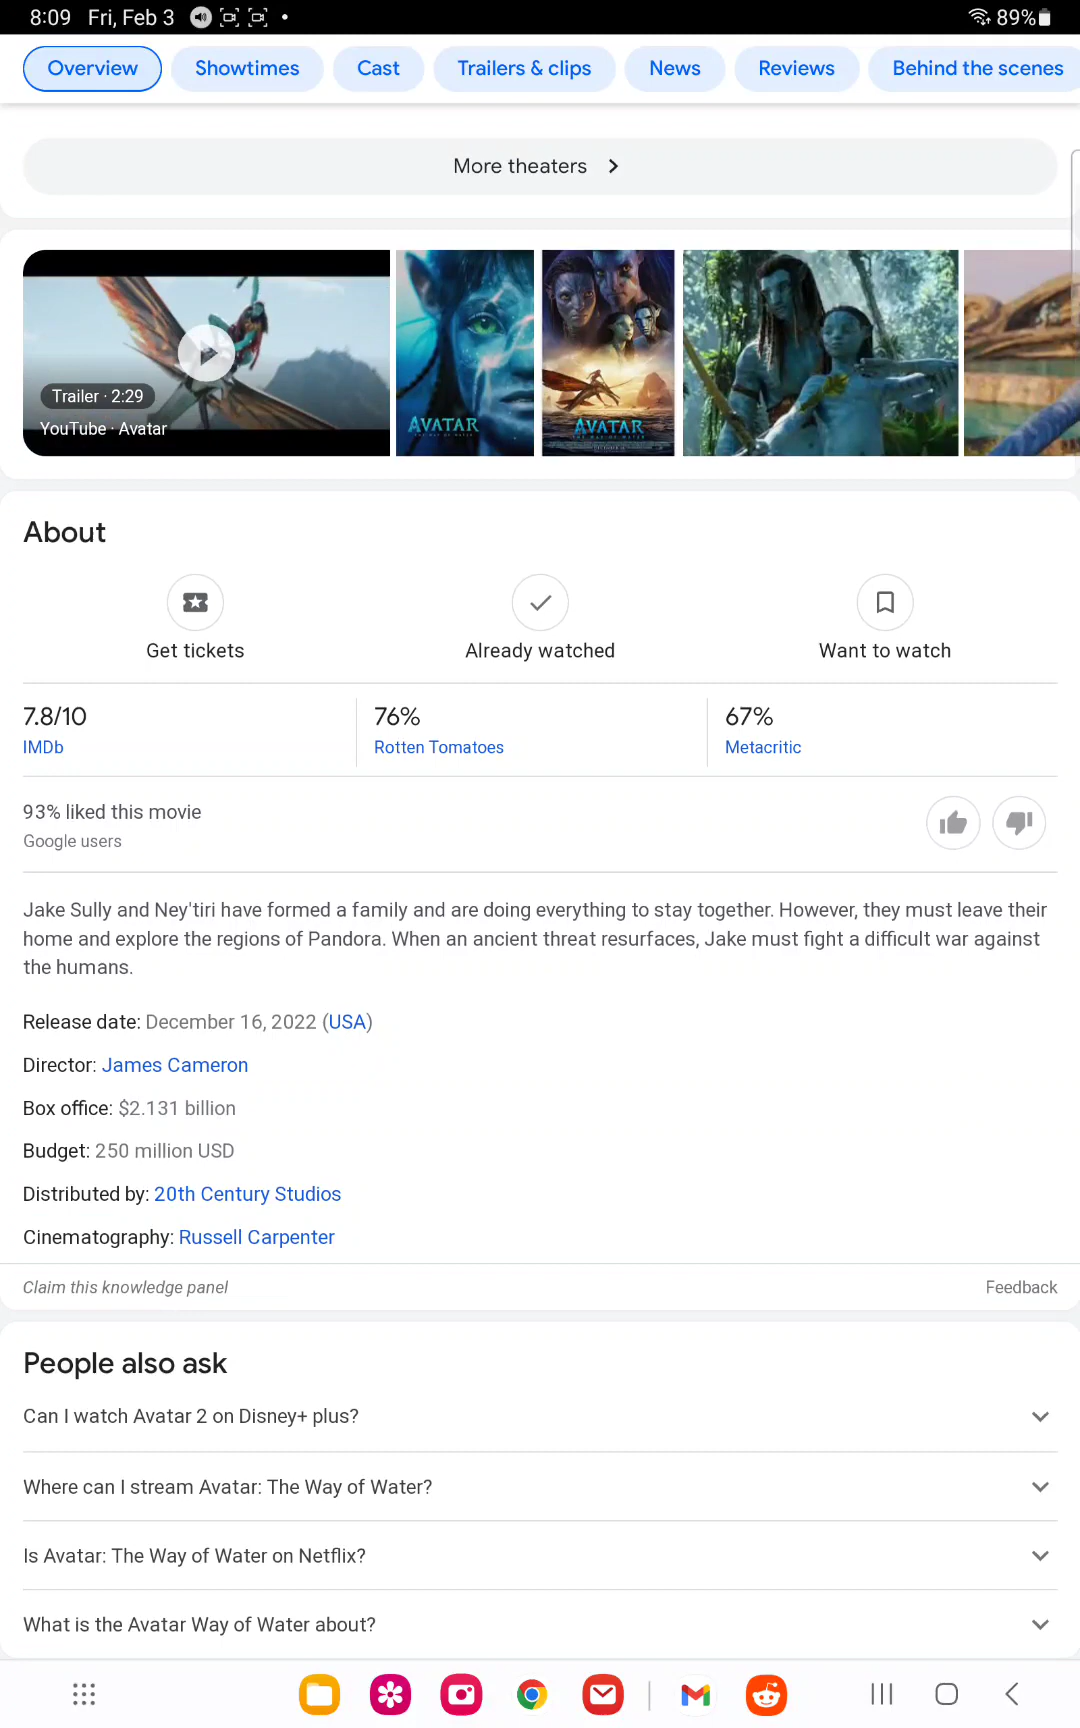 8:09 Fri, Feb 3
89%
Overview Showtimes Cast Trailers & clips News Reviews Behind the scenes
More theaters
Trailer · 2:29
YouTube · Avatar
AVATAR
THE WAY OF WATER
AVATAR
THE WAY OF WATER
About
Get tickets Already watched Want to watch
7.8/10 76% 67%
IMDb Rotten Tomatoes Metacritic
93% liked this movie
Google users
Jake Sully and Ney'tiri have formed a family and are doing everything to stay together. However, they must leave their
home and explore the regions of Pandora. When an ancient threat resurfaces, Jake must fight a difficult war against
the humans.
Release date: December 16, 2022 (USA)
Director: James Cameron
Box office: $2.131 billion
Budget: 250 million USD
Distributed by: 20th Century Studios
Cinematography: Russell Carpenter
Claim this knowledge panel Feedback
People also ask
Can I watch Avatar 2 on Disney+ plus?
Where can I stream Avatar: The Way of Water?
Is Avatar: The Way of Water on Netflix?
What is the Avatar Way of Water about?